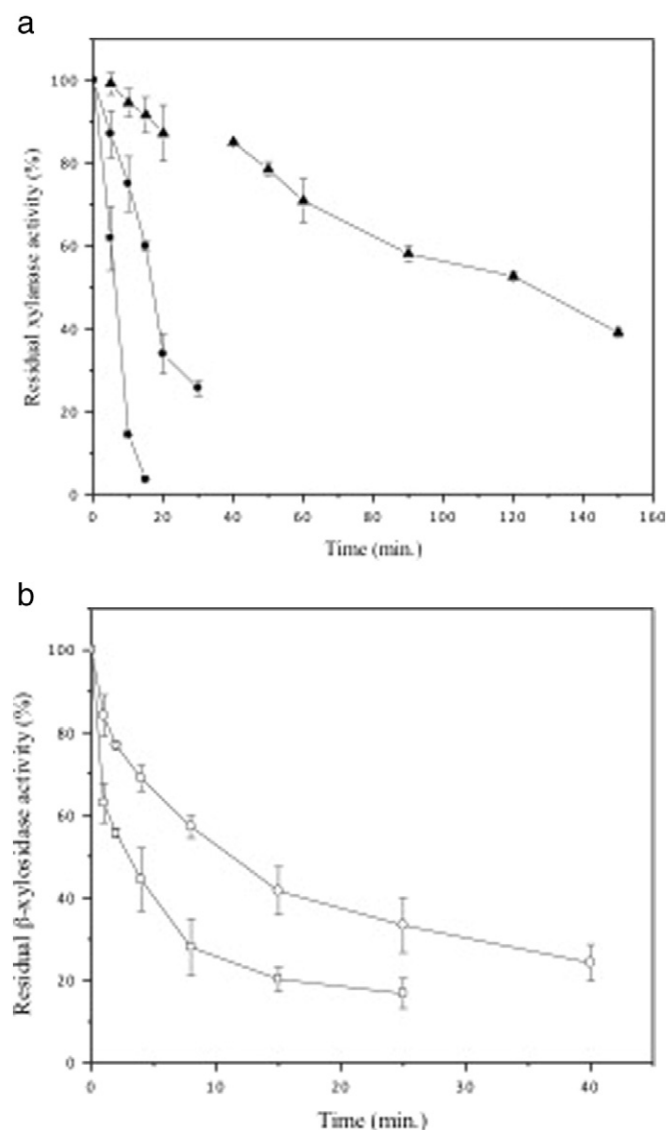 a
Residual xylanase activity (%)
100
80
60
40
20
0
0 20 40 60 80 100 120 140 160
Time (min.)
b
Residual β-xylosidase activity (%)
100
80
60
40
20
0
0 10 20 30 40
Time (min.)